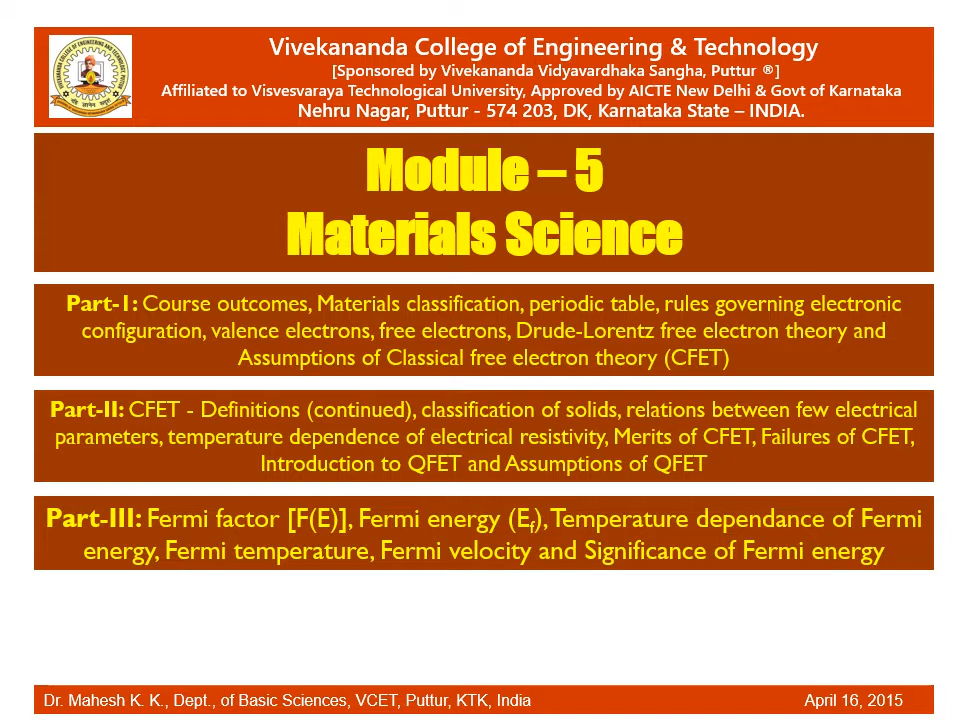 Vivekananda College of Engineering & Technology
[Sponsored by Vivekananda Vidyavardhaka Sangha, Puttur ®]
Affiliated to Visvesvaraya Technological University, Approved by AICTE New Delhi & Govt of Karnataka
Nehru Nagar, Puttur - 574 203, DK, Karnataka State – INDIA.
Module – 5
Materials Science
Part-I: Course outcomes, Materials classification, periodic table, rules governing electronic
configuration, valence electrons, free electrons, Drude-Lorentz free electron theory and
Assumptions of Classical free electron theory (CFET)
Part-II: CFET - Definitions (continued), classification of solids, relations between few electrical
parameters, temperature dependence of electrical resistivity, Merits of CFET, Failures of CFET,
Introduction to QFET and Assumptions of QFET
Part-III: Fermi factor [F(E)], Fermi energy (Ef), Temperature dependance of Fermi
energy, Fermi temperature, Fermi velocity and Significance of Fermi energy
Dr. Mahesh K. K., Dept., of Basic Sciences, VCET, Puttur, KTK, India April 16, 2015